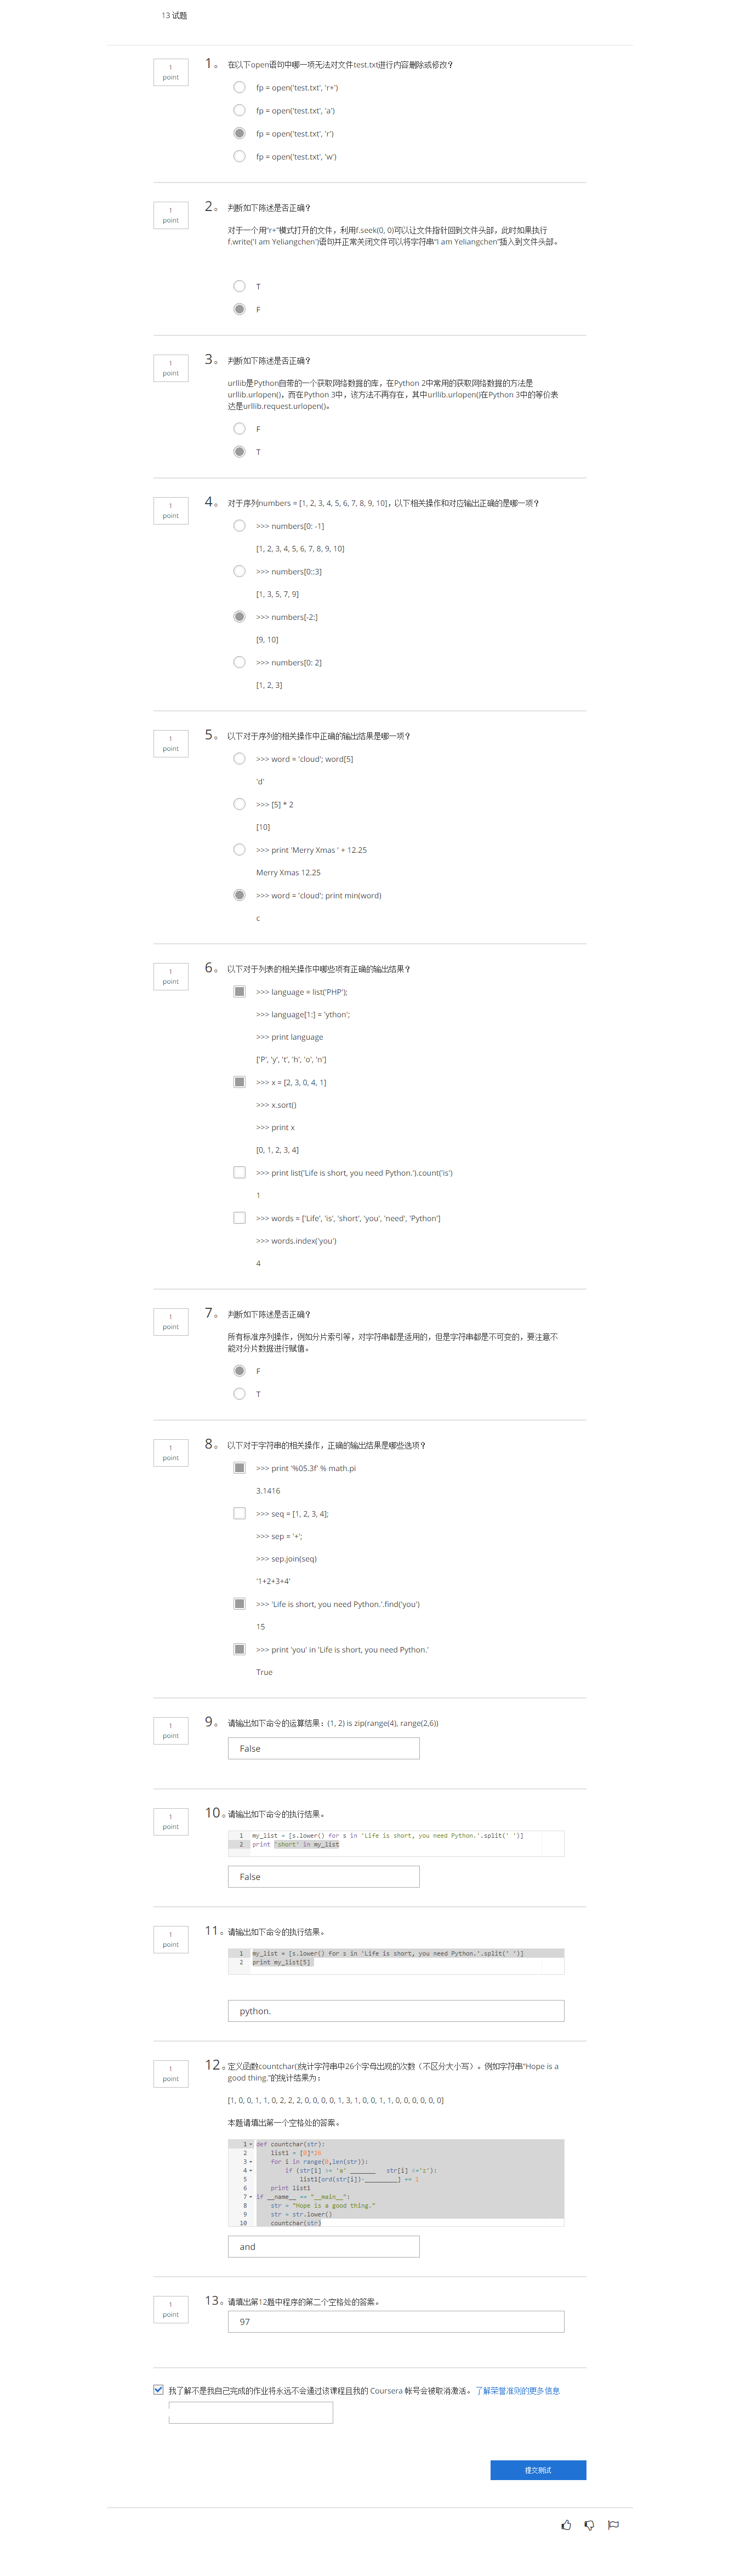 13 试题
1 point
1。 在以下open语句中哪一项无法对文件test.txt进行内容删除或修改？
fp = open('test.txt', 'r+')
fp = open('test.txt', 'a')
fp = open('test.txt', 'r')
fp = open('test.txt', 'w')
1 point
2。 判断如下陈述是否正确？
对于一个用"r+"模式打开的文件，利用f.seek(0, 0)可以让文件指针回到文件头部，此时如果执行
f.write('I am Yeliangchen')语句并正常关闭文件可以将字符串"I am Yeliangchen"插入到文件头部。
T
F
1 point
3。 判断如下陈述是否正确？
urllib是Python自带的一个获取网络数据的库，在Python 2中常用的获取网络数据的方法是
urllib.urlopen()，而在Python 3中，该方法不再存在，其中urllib.urlopen()在Python 3中的等价表
达是urllib.request.urlopen()。
F
T
1 point
4。 对于序列numbers = [1, 2, 3, 4, 5, 6, 7, 8, 9, 10]，以下相关操作和对应输出正确的是哪一项？
>>> numbers[0: -1]
[1, 2, 3, 4, 5, 6, 7, 8, 9, 10]
>>> numbers[0::3]
[1, 3, 5, 7, 9]
>>> numbers[-2:]
[9, 10]
>>> numbers[0: 2]
[1, 2, 3]
1 point
5。 以下对于序列的相关操作中正确的输出结果是哪一项？
>>> word = 'cloud'; word[5]
'd'
>>> [5] * 2
[10]
>>> print 'Merry Xmas ' + 12.25
Merry Xmas 12.25
>>> word = 'cloud'; print min(word)
c
1 point
6。 以下对于列表的相关操作中哪些项有正确的输出结果？
>>> language = list('PHP');
>>> language[1:] = 'ython';
>>> print language
['P', 'y', 't', 'h', 'o', 'n']
>>> x = [2, 3, 0, 4, 1]
>>> x.sort()
>>> print x
[0, 1, 2, 3, 4]
>>> print list('Life is short, you need Python.').count('is')
1
>>> words = ['Life', 'is', 'short', 'you', 'need', 'Python']
>>> words.index('you')
4
1 point
7。 判断如下陈述是否正确？
所有标准序列操作，例如分片索引等，对字符串都是适用的，但是字符串都是不可变的，要注意不
能对分片数据进行赋值。
F
T
1 point
8。 以下对于字符串的相关操作，正确的输出结果是哪些选项？
>>> print '%05.3f' % math.pi
3.1416
>>> seq = [1, 2, 3, 4];
>>> sep = '+';
>>> sep.join(seq)
'1+2+3+4'
>>> 'Life is short, you need Python.'.find('you')
15
>>> print 'you' in 'Life is short, you need Python.'
True
1 point
9。 请输出如下命令的运算结果：(1, 2) is zip(range(4), range(2,6))
False
1 point
10。 请输出如下命令的执行结果。
1 my_list = [s.lower() for s in 'Life is short, you need Python.'.split(' ')]
2 print 'short' in my_list
False
1 point
11。 请输出如下命令的执行结果。
1 my_list = [s.lower() for s in 'Life is short, you need Python.'.split(' ')]
2 print my_list[5]
python.
1 point
12。 定义函数countchar()统计字符串中26个字母出现的次数（不区分大小写）。例如字符串"Hope is a
good thing."的统计结果为：
[1, 0, 0, 1, 1, 0, 2, 2, 2, 0, 0, 0, 0, 1, 3, 1, 0, 0, 1, 1, 0, 0, 0, 0, 0, 0]
本题请填出第一个空格处的答案。
1 def countchar(str):
2 list1 = [0]*26
3 for i in range(0,len(str)):
4 if (str[i] >= 'a' _______ str[i] <='z'):
5 list1[ord(str[i])-_________] += 1
6 print list1
7 if __name__ == "__main__":
8 str = "Hope is a good thing."
9 str = str.lower()
10 countchar(str)
and
1 point
13。 请填出第12题中程序的第二个空格处的答案。
97
我了解不是我自己完成的作业将永远不会通过该课程且我的 Coursera 帐号会被取消激活。 了解荣誉准则的更多信息
提交测试